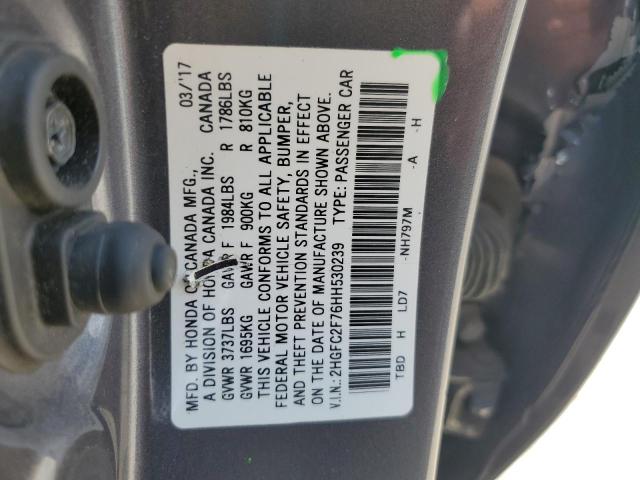 MFD. BY HONDA OF CANADA MFG., 03/'17
A DIVISION OF HONDA CANADA INC. CANADA
GVWR 3737LBS GAWR F 1984LBS R 1786LBS
GVWR 1695KG GAWR F 900KG R 810KG
THIS VEHICLE CONFORMS TO ALL APPLICABLE
FEDERAL MOTOR VEHICLE SAFETY, BUMPER,
AND THEFT PREVENTION STANDARDS IN EFFECT
ON THE DATE OF MANUFACTURE SHOWN ABOVE.
V.I.N.: 2HGFC2F76HH530239 TYPE: PASSENGER CAR
TBD H LD7 -NH797M -A -H